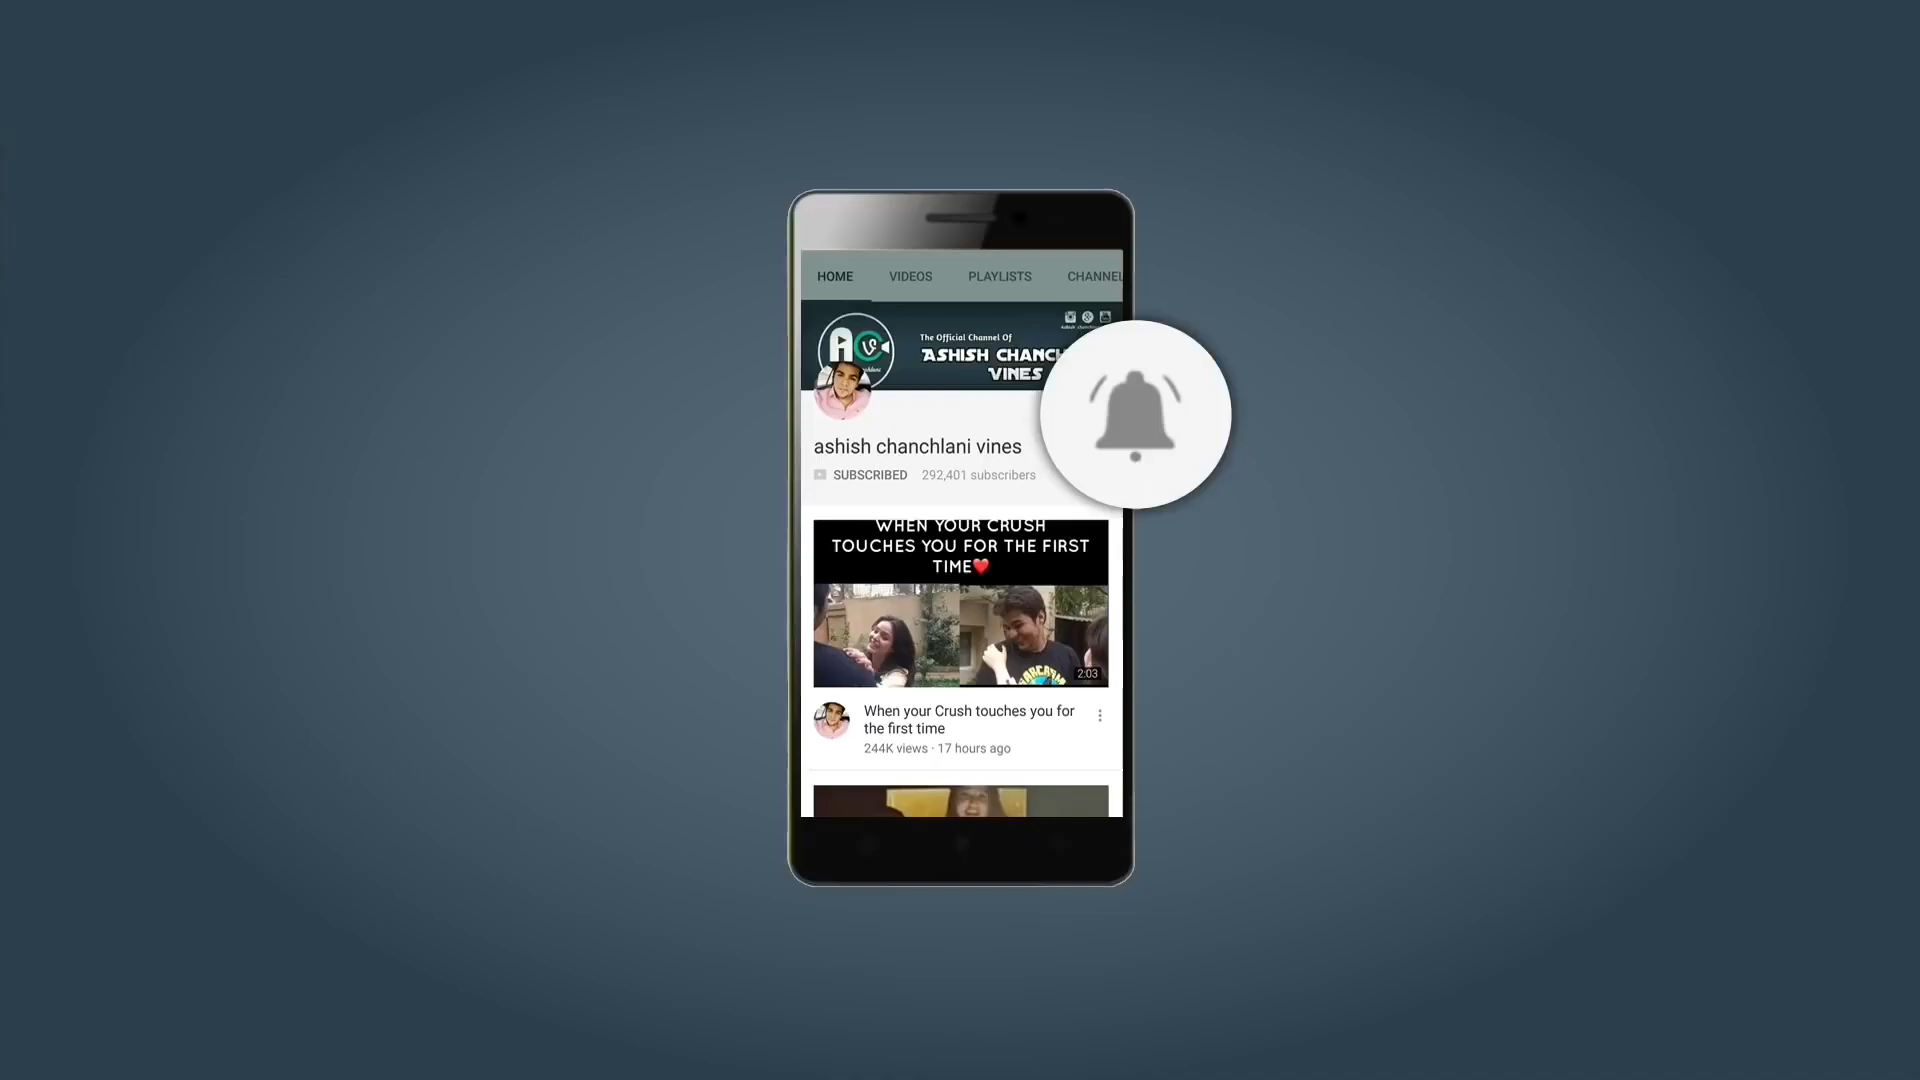 HOME VIDEOS PLAYLISTS CHANNEL
The Official Channel Of
ASHISH CHANCH
VINES
ashish chanchlani vines
SUBSCRIBED 292,401 subscribers
WHEN YOUR CRUSH
TOUCHES YOU FOR THE FIRST
TIME❤️
SARCASM
2:03
When your Crush touches you for
the first time
244K views · 17 hours ago